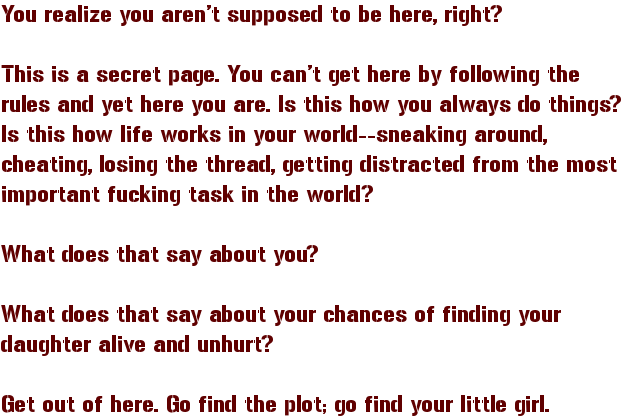 You realize you aren't supposed to be here, right?
This is a secret page. You can't get here by following the
rules and yet here you are. Is this how you always do things?
Is this how life works in your world--sneaking around,
cheating, losing the thread, getting distracted from the most
important fucking task in the world?
What does that say about you?
What does that say about your chances of finding your
daughter alive and unhurt?
Get out of here. Go find the plot; go find your little girl.